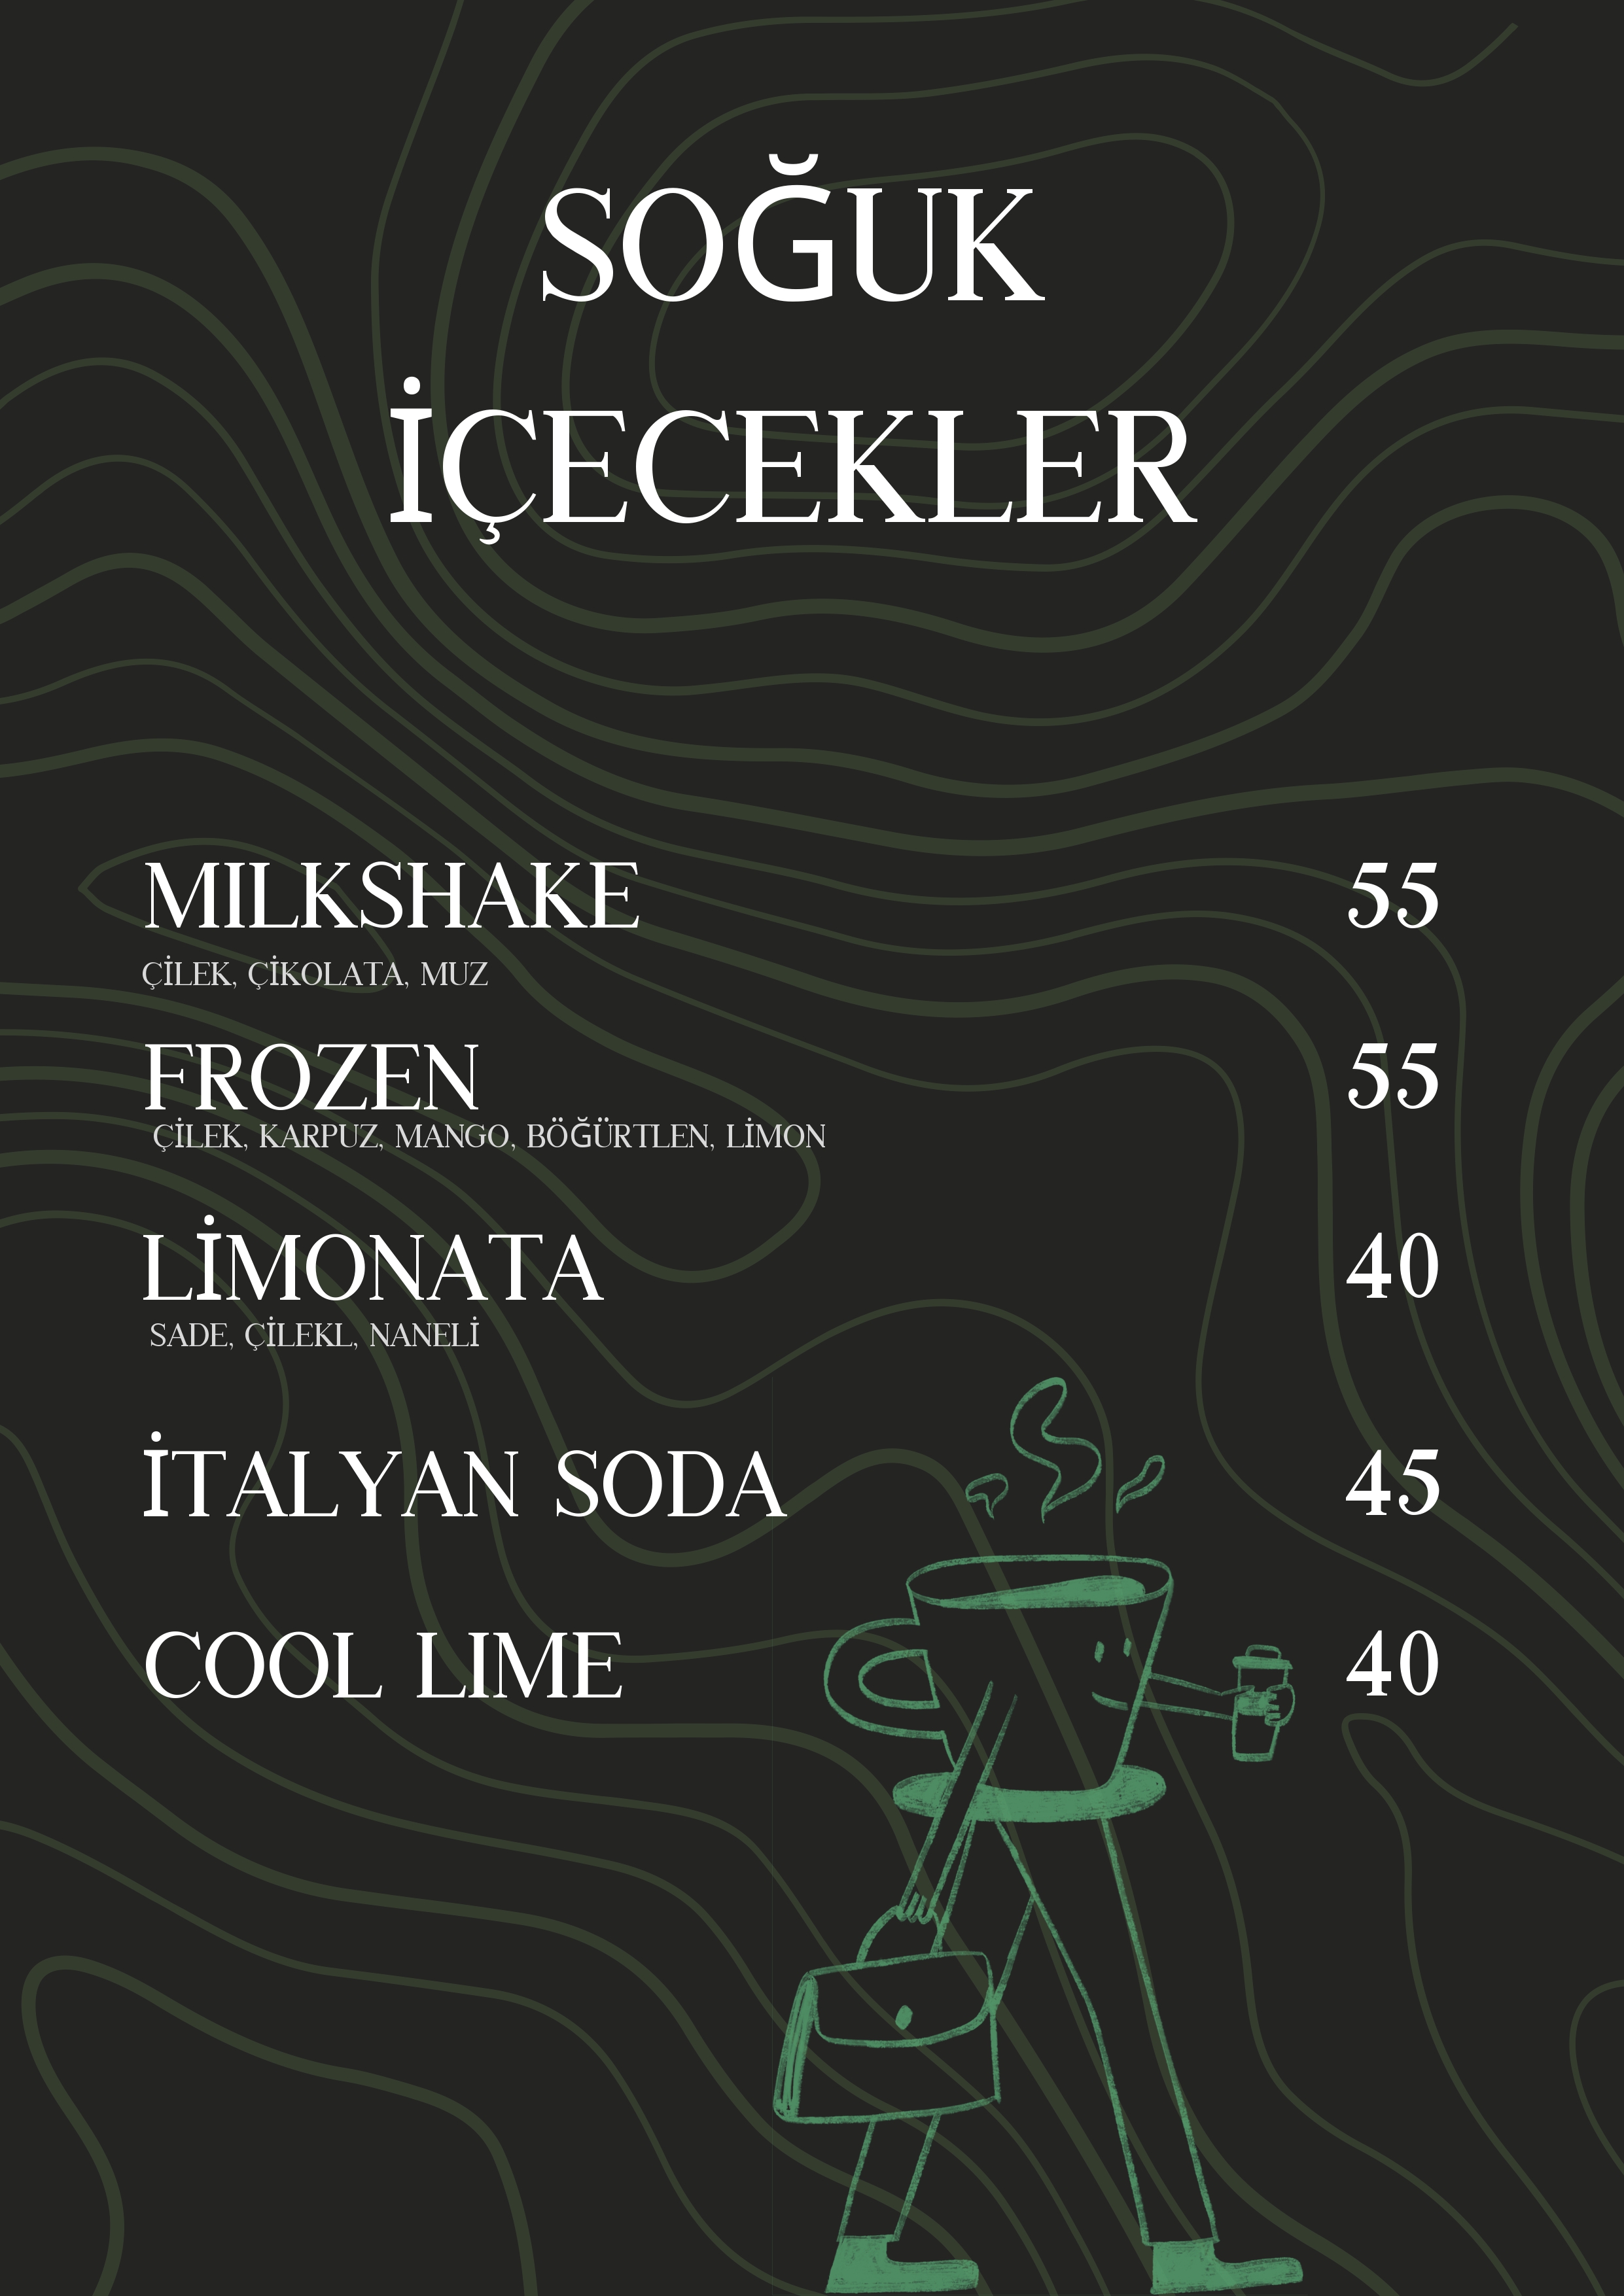 SOĞUK
İÇECEKLER
MILKSHAKE 55
ÇİLEK, ÇİKOLATA, MUZ
FROZEN 55
ÇİLEK, KARPUZ, MANGO, BÖĞÜRTLEN, LİMON
LİMONATA 40
SADE, ÇİLEKL, NANELİ
İTALYAN SODA 45
COOL LIME 40